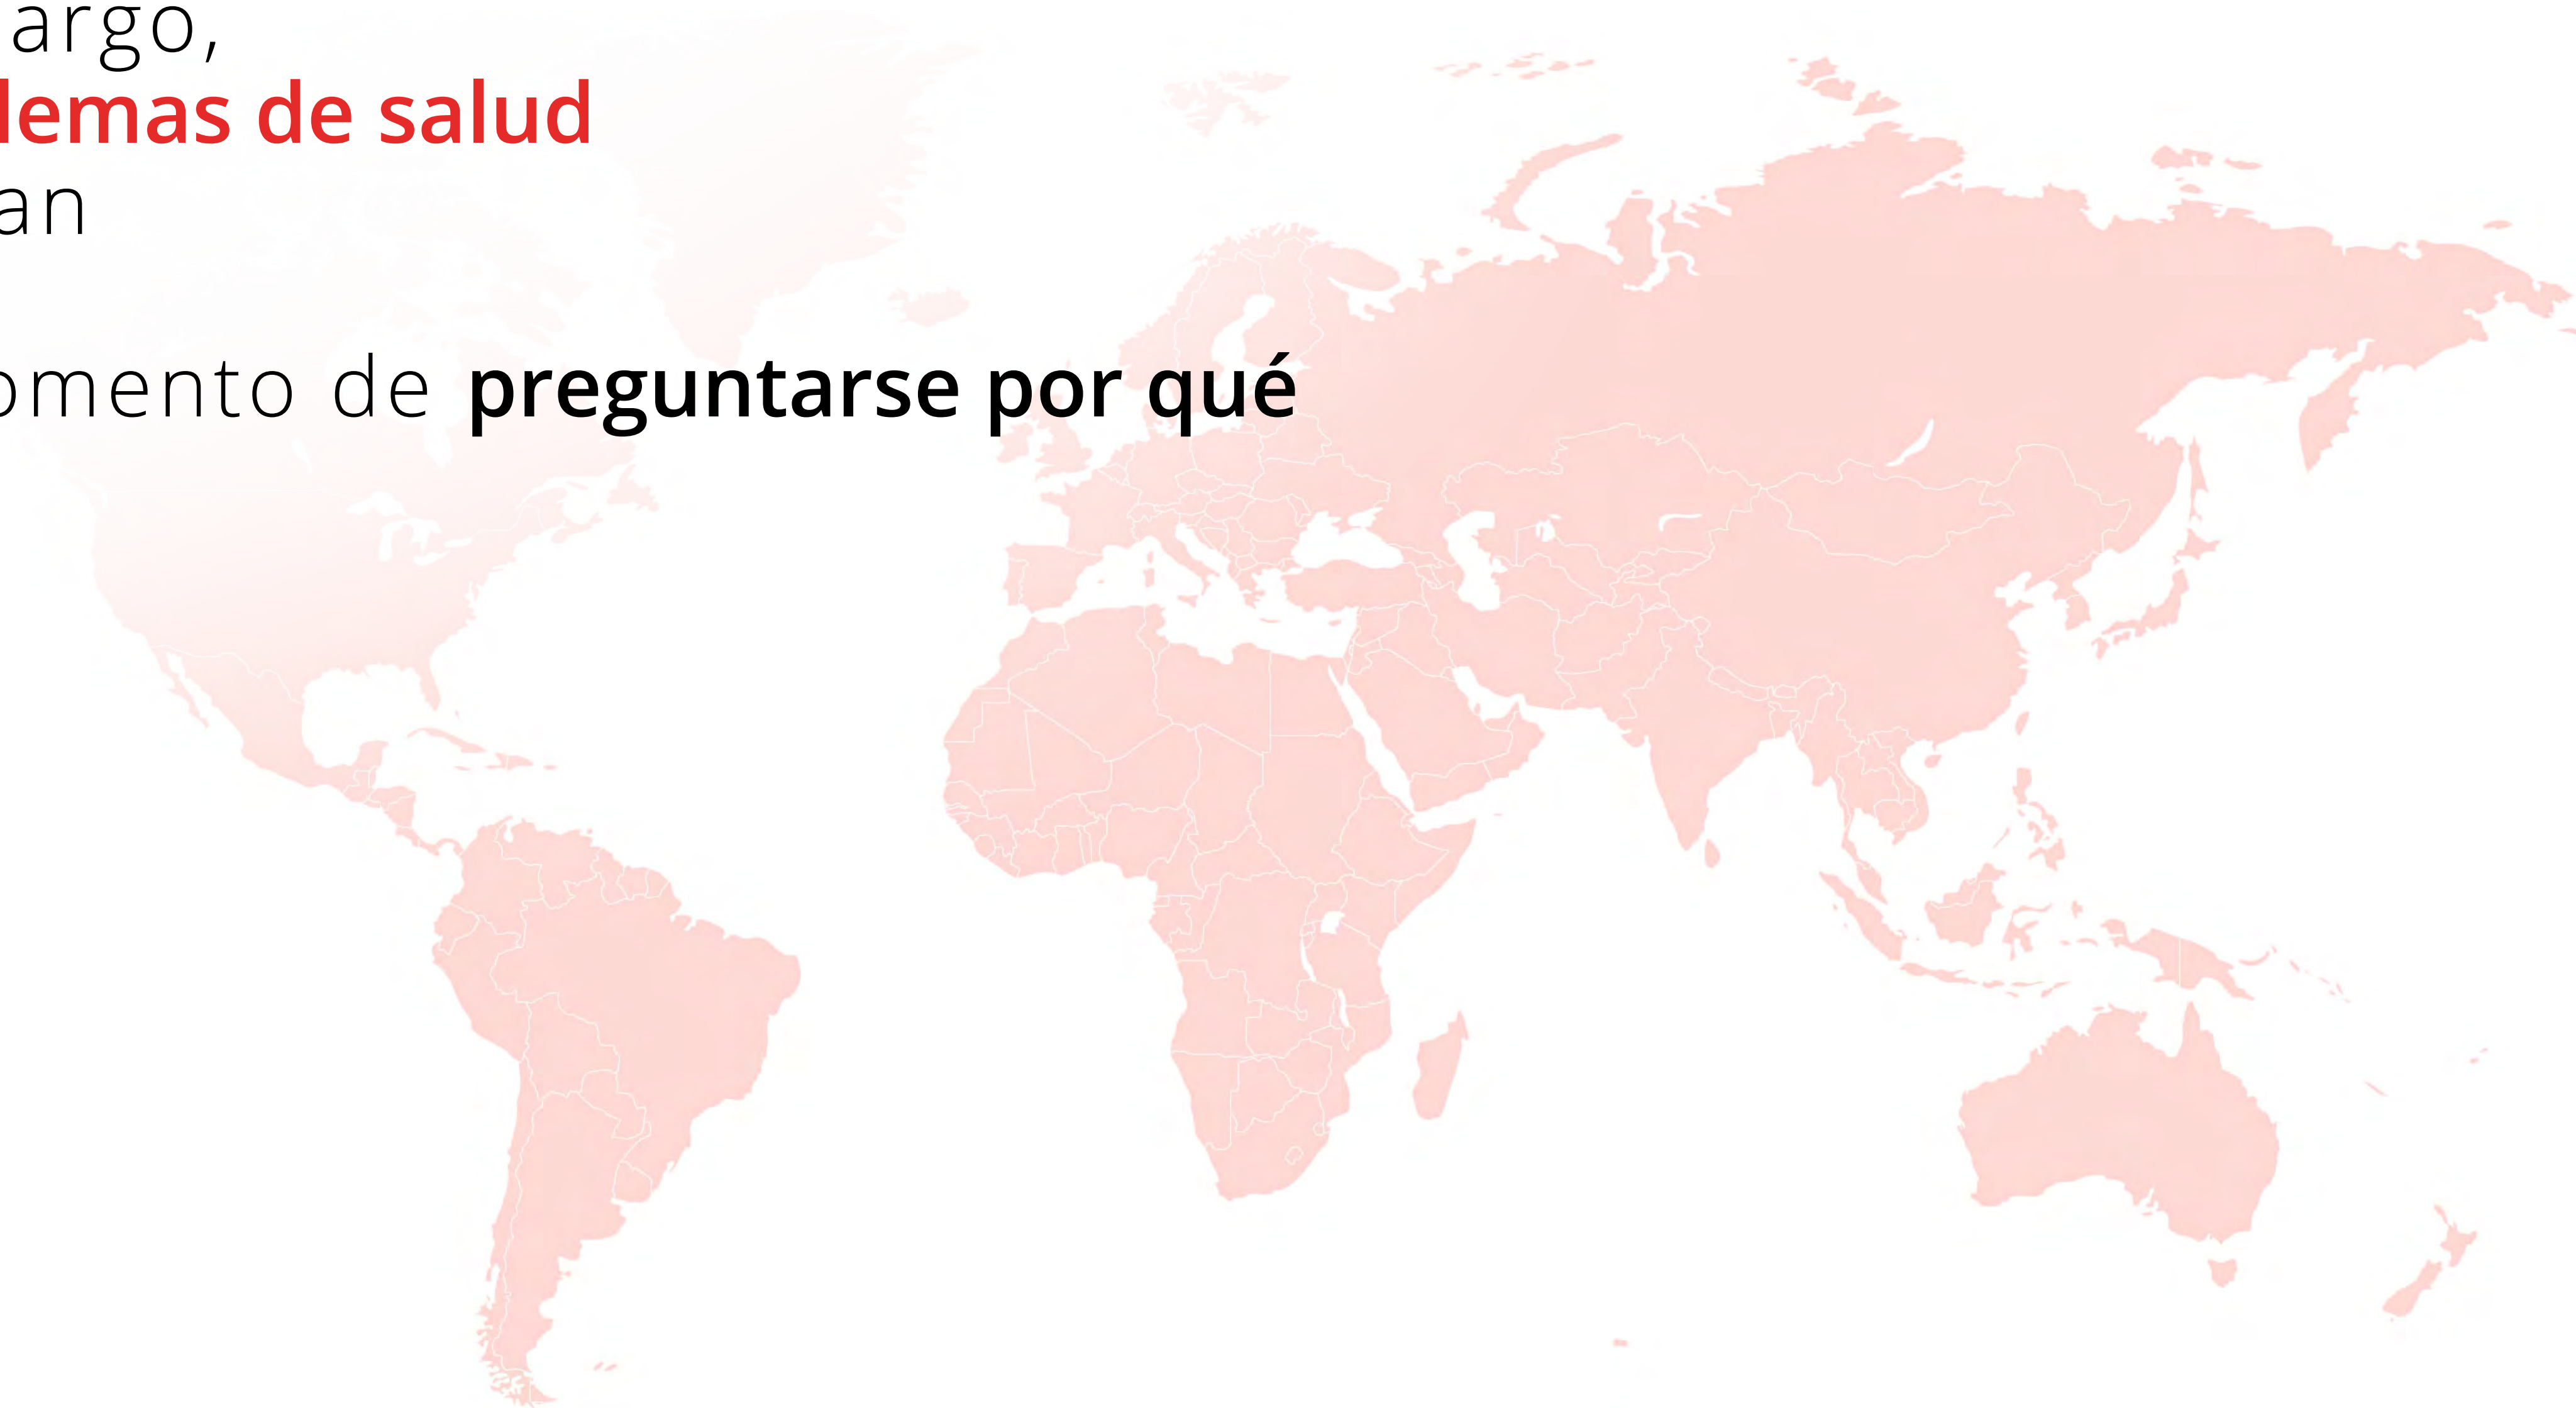 argo,
lemas de salud
an
omento de preguntarse por qué